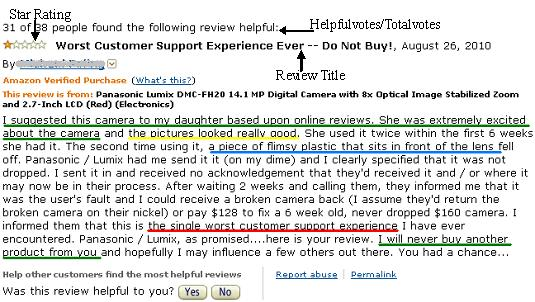 Star Rating
31 of 38 people found the following review helpful:
Helpfulvotes/Totalvotes
Worst Customer Support Experience Ever -- Do Not Buy!, August 26, 2010
By
Review Title
Amazon Verified Purchase (What's this?)
This review is from: Panasonic Lumix DMC-FH20 14.1 MP Digital Camera with 8x Optical Image Stabilized Zoom
and 2.7-Inch LCD (Red) (Electronics)
I suggested this camera to my daughter based upon online reviews. She was extremely excited
about the camera and the pictures looked really good. She used it twice within the first 6 weeks
she had it. The second time using it, a piece of flimsy plastic that sits in front of the lens fell
off. Panasonic / Lumix had me send it it (on my dime) and I clearly specified that it was not
dropped. I sent it in and received no acknowledgement that they'd received it and / or where it
may now be in their process. After waiting 2 weeks and calling them, they informed me that it
was the user's fault and I could receive a broken camera back (I assume they'd return the
broken camera on their nickel) or pay $128 to fix a 6 week old, never dropped $160 camera. I
informed them that this is the single worst customer support experience I have ever
encountered. Panasonic / Lumix, as promised....here is your review. I will never buy another
product from you and hopefully I may influence a few others out there. You had a chance...
Help other customers find the most helpful reviews
Report abuse | Permalink
Was this review helpful to you? Yes No